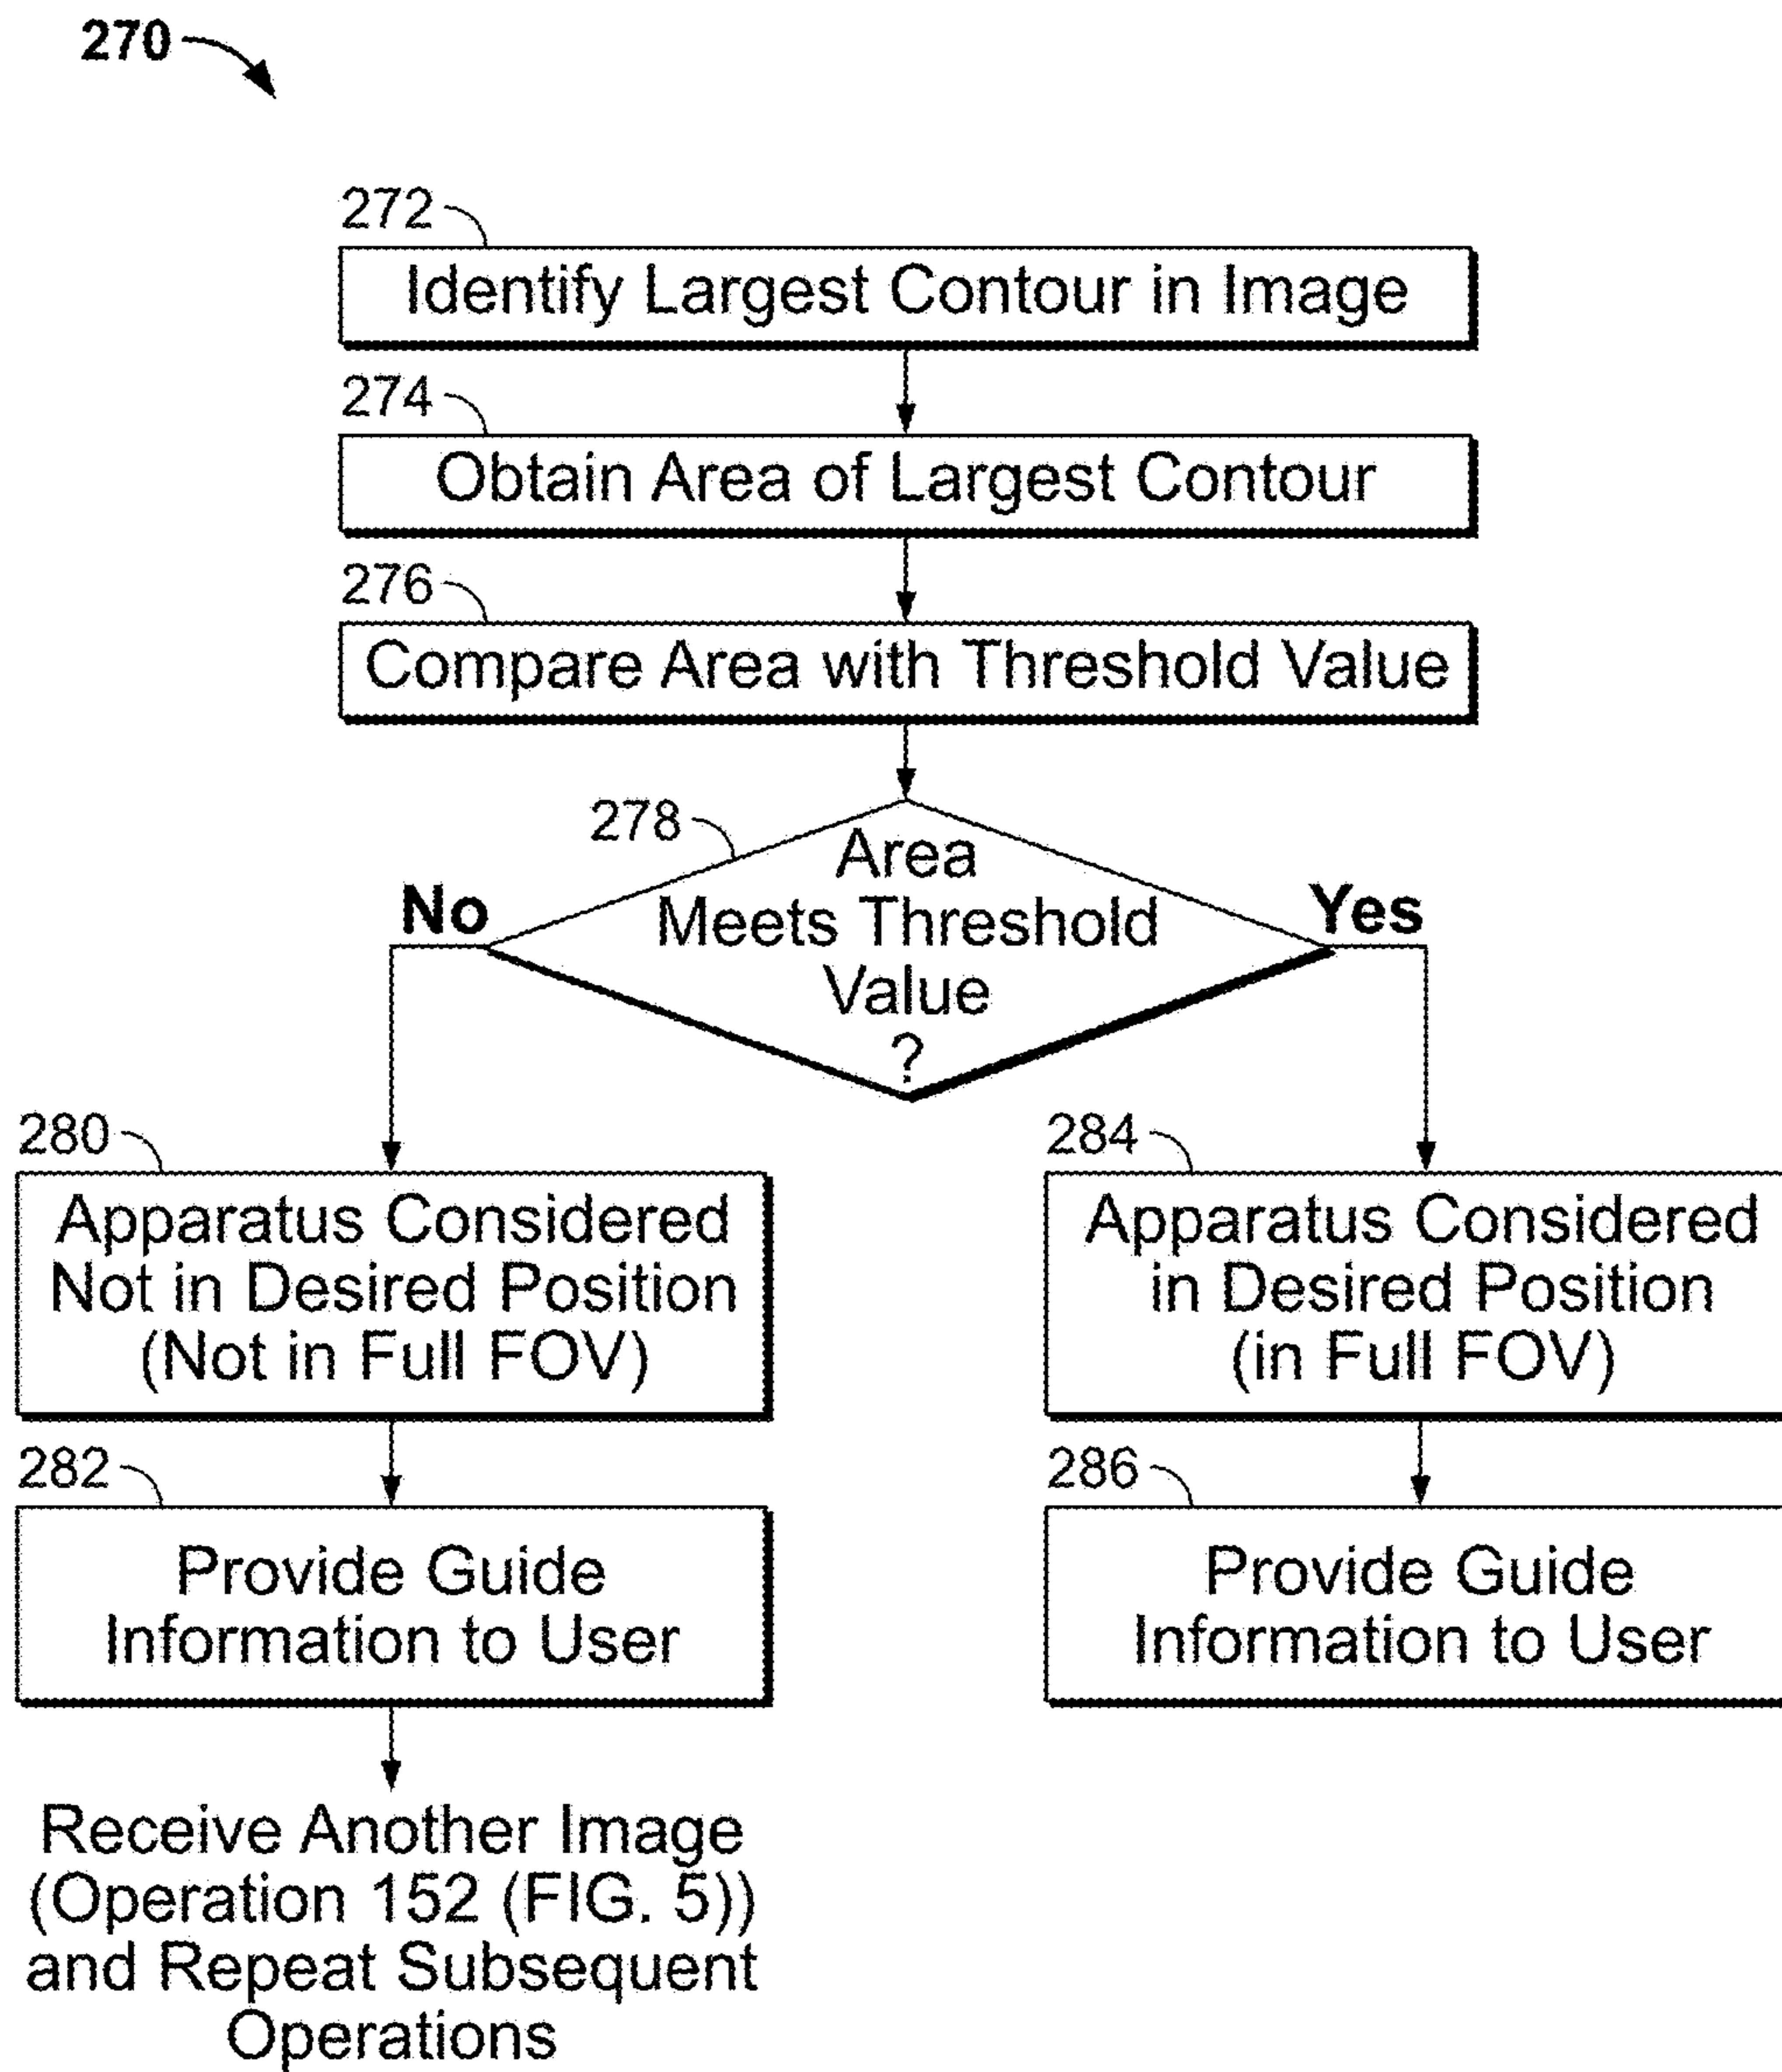 270
272
Identify Largest Contour in Image
274
Obtain Area of Largest Contour
276
Compare Area with Threshold Value
278
Area
Meets Threshold
Value
?
No
Yes
280
Apparatus Considered
Not in Desired Position
(Not in Full FOV)
282
Provide Guide
Information to User
Receive Another Image
(Operation 152 (FIG. 5))
and Repeat Subsequent
Operations
284
Apparatus Considered
in Desired Position
(in Full FOV)
286
Provide Guide
Information to User